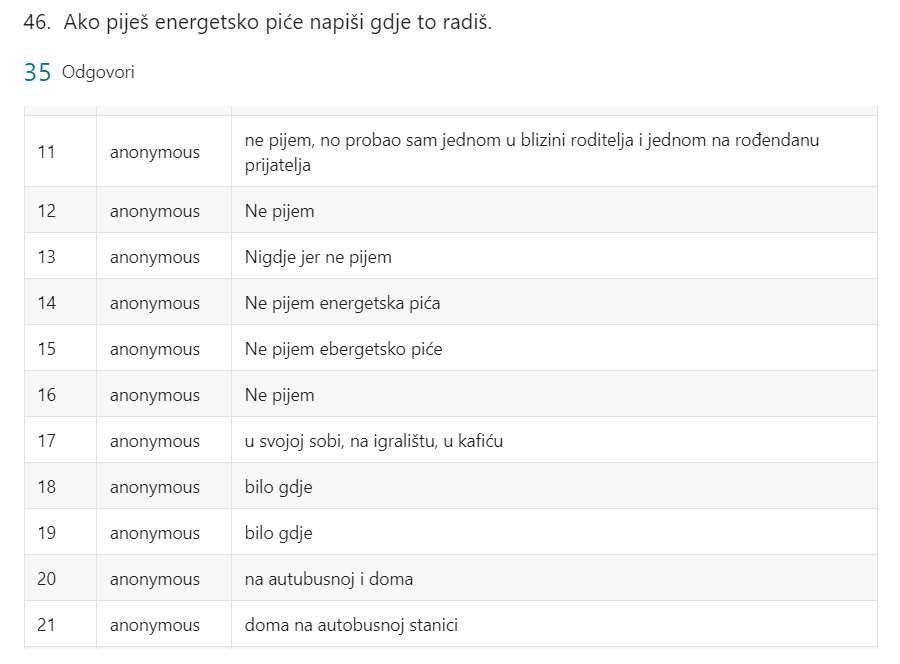 46. Ako piješ energetsko piće napiši gdje to radiš.
35 Odgovori
11 anonymous ne pijem, no probao sam jednom u blizini roditelja i jednom na rođendanu
prijatelja
12 anonymous Ne pijem
13 anonymous Nigdje jer ne pijem
14 anonymous Ne pijem energetska pića
15 anonymous Ne pijem ebergetsko piće
16 anonymous Ne pijem
17 anonymous u svojoj sobi, na igralištu, u kafiću
18 anonymous bilo gdje
19 anonymous bilo gdje
20 anonymous na autubusnoj i doma
21 anonymous doma na autobusnoj stanici